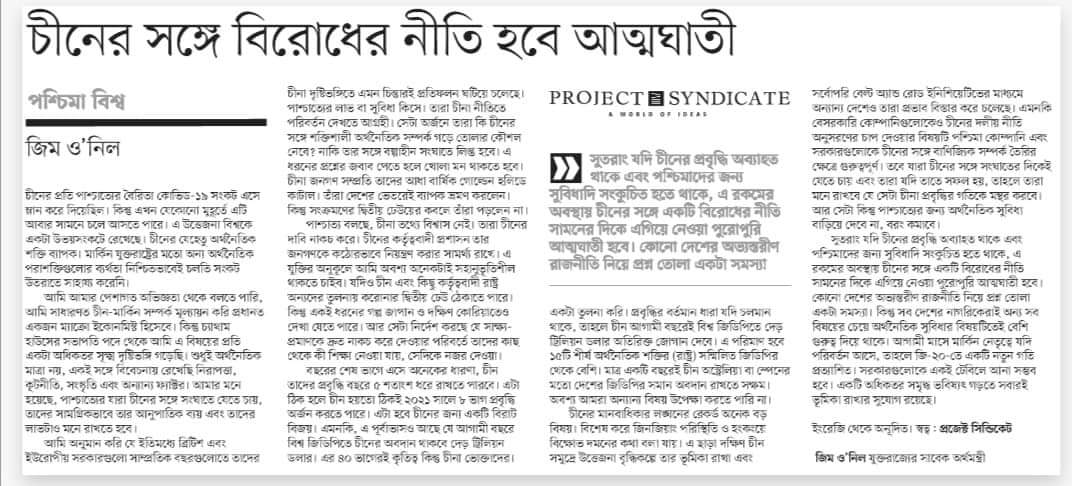 চীনের সঙ্গে বিরোধের নীতি হবে আত্মঘাতী
পশ্চিমা বিশ্ব
জিম ও'নিল
চীনের প্রতি পাশ্চাত্যের বৈরিতা কোভিড-১৯ সংকট এসে
ম্লান করে দিয়েছিল। কিন্তু এখন যেকোনো মুহূর্তে এটি
আবার সামনে চলে আসতে পারে। এ উত্তেজনা বিশ্বকে
একটা উভয়সংকটে রেখেছে। চীনের যেহেতু অর্থনৈতিক
শক্তি ব্যাপক। মার্কিন যুক্তরাষ্ট্রের মতো অন্য অর্থনৈতিক
পরাশক্তিগুলোর ব্যর্থতা নিশ্চিতভাবেই চলতি সংকট
উতরাতে সাহায্য করেনি।
আমি আমার পেশাগত অভিজ্ঞতা থেকে বলতে পারি,
আমি সাধারণত চীন-মার্কিন সম্পর্ক মূল্যায়ন করি প্রধানত
একজন ম্যাক্রো ইকোনমিস্ট হিসেবে। কিন্তু চ্যাথাম
হাউসের সভাপতি পদ থেকে আমি এ বিষয়ের প্রতি
একটা অধিকতর সূক্ষ্ম দৃষ্টিভঙ্গি গড়েছি। শুধুই অর্থনৈতিক
মাত্রা নয়, একই সঙ্গে বিবেচনায় রেখেছি নিরাপত্তা,
কূটনীতি, সংস্কৃতি এবং অন্যান্য ফ্যাক্টর। আমার মনে
হয়েছে, পাশ্চাত্যের যারা চীনের সঙ্গে সংঘাতে যেতে চায়,
তাদের সামগ্রিকভাবে তার আনুপাতিক ব্যয় এবং তাদের
লাভটাও মনে রাখতে হবে।
আমি অনুমান করি যে ইতিমধ্যে ব্রিটিশ এবং
ইউরোপীয় সরকারগুলো সাম্প্রতিক বছরগুলোতে তাদের
চীনা দৃষ্টিভঙ্গিতে এমন চিন্তারই প্রতিফলন ঘটিয়ে চলেছে।
পাশ্চাত্যের লাভ বা সুবিধা কিসে। তারা চীনা নীতিতে
পরিবর্তন দেখতে আগ্রহী। সেটা অর্জনে তারা কি চীনের
সঙ্গে শক্তিশালী অর্থনৈতিক সম্পর্ক গড়ে তোলার কৌশল
নেবে? নাকি তার সঙ্গে বল্গাহীন সংঘাতে লিপ্ত হবে। এ
ধরনের প্রশ্নের জবাব পেতে হলে খোলা মন থাকতে হবে।
চীনা জনগণ সম্প্রতি তাদের আধা বার্ষিক গোল্ডেন হলিডে
কাটাল। তাঁরা দেশের ভেতরেই ব্যাপক ভ্রমণ করলেন।
কিন্তু সংক্রমণের দ্বিতীয় ঢেউয়ের কবলে তাঁরা পড়লেন না।
পাশ্চাত্য বলছে, চীনা তথ্যে বিশ্বাস নেই। তারা চীনের
দাবি নাকচ করে। চীনের কর্তৃত্ববাদী প্রশাসন তার
জনগণকে কঠোরভাবে নিয়ন্ত্রণ করার সামর্থ্য রাখে। এ
যুক্তির অনুকূলে আমি অবশ্য অনেকটাই সহানুভূতিশীল
থাকতে চাইব। যদিও চীন এবং কিছু কর্তৃত্ববাদী রাষ্ট্র
অন্যদের তুলনায় করোনার দ্বিতীয় ঢেউ ঠেকাতে পারে।
কিন্তু একই ধরনের গল্প জাপান ও দক্ষিণ কোরিয়াতেও
দেখা যেতে পারে। আর সেটা নির্দেশ করছে যে সাক্ষ্য-
প্রমাণকে দ্রুত নাকচ করে দেওয়ার পরিবর্তে তাদের কাছ
থেকে কী শিক্ষা নেওয়া যায়, সেদিকে নজর দেওয়া।
বছরের শেষ ভাগে এসে অনেকের ধারণা, চীন
তাদের প্রবৃদ্ধি বছরে ৫ শতাংশ ধরে রাখতে পারবে। এটা
ঠিক হলে চীন হয়তো ঠিকই ২০২১ সালে ৮ ভাগ প্রবৃদ্ধি
অর্জন করতে পারে। এটা হবে চীনের জন্য একটি বিরাট
বিজয়। এমনকি, এ পূর্বাভাসও আছে যে আগামী বছরে
বিশ্ব জিডিপিতে চীনের অবদান থাকবে দেড় ট্রিলিয়ন
ডলার। এর ৪০ ভাগেরই কৃতিত্ব কিন্তু চীনা ভোক্তাদের।
PROJECT SYNDICATE
A WORLD OF IDEAS
সুতরাং যদি চীনের প্রবৃদ্ধি অব্যাহত
থাকে এবং পশ্চিমাদের জন্য
সুবিধাদি সংকুচিত হতে থাকে, এ রকমের
অবস্থায় চীনের সঙ্গে একটি বিরোধের নীতি
সামনের দিকে এগিয়ে নেওয়া পুরোপুরি
আত্মঘাতী হবে। কোনো দেশের অভ্যন্তরীণ
রাজনীতি নিয়ে প্রশ্ন তোলা একটা সমস্যা
একটা তুলনা করি। প্রবৃদ্ধির বর্তমান ধারা যদি চলমান
থাকে, তাহলে চীন আগামী বছরেই বিশ্ব জিডিপিতে দেড়
ট্রিলিয়ন ডলার অতিরিক্ত জোগান দেবে। এ পরিমাণ হবে
১৫টি শীর্ষ অর্থনৈতিক শক্তির (রাষ্ট্র) সম্মিলিত জিডিপির
থেকে বেশি। মাত্র একটি বছরেই চীন অস্ট্রেলিয়া বা স্পেনের
মতো দেশের জিডিপির সমান অবদান রাখতে সক্ষম।
অবশ্য আমরা অন্যান্য বিষয় উপেক্ষা করতে পারি না।
চীনের মানবাধিকার লঙ্ঘনের রেকর্ড অনেক বড়
বিষয়। বিশেষ করে জিনজিয়াং পরিস্থিতি ও হংকংয়ে
বিক্ষোভ দমনের কথা বলা যায়। এ ছাড়া দক্ষিণ চীন
সমুদ্রে উত্তেজনা বৃদ্ধিকল্পে তার ভূমিকা রাখা এবং
সর্বোপরি বেল্ট অ্যান্ড রোড ইনিশিয়েটিভের মাধ্যমে
অন্যান্য দেশেও তারা প্রভাব বিস্তার করে চলেছে। এমনকি
বেসরকারি কোম্পানিগুলোকেও চীনের দলীয় নীতি
অনুসরণের চাপ দেওয়ার বিষয়টি পশ্চিমা কোম্পানি এবং
সরকারগুলোকে চীনের সঙ্গে বাণিজ্যিক সম্পর্ক তৈরির
ক্ষেত্রে গুরুত্বপূর্ণ। তবে যারা চীনের সঙ্গে সংঘাতের দিকেই
যেতে চায় এবং তারা যদি তাতে সফল হয়, তাহলে তারা
মনে রাখবে যে সেটা চীনা প্রবৃদ্ধির গতিকে মন্থর করবে।
আর সেটা কিন্তু পাশ্চাত্যের জন্য অর্থনৈতিক সুবিধা
বাড়িয়ে দেবে না, বরং কমাবে।
সুতরাং যদি চীনের প্রবৃদ্ধি অব্যাহত থাকে এবং
পশ্চিমাদের জন্য সুবিধাদি সংকুচিত হতে থাকে, এ
রকমের অবস্থায় চীনের সঙ্গে একটি বিরোধের নীতি
সামনের দিকে এগিয়ে নেওয়া পুরোপুরি আত্মঘাতী হবে।
কোনো দেশের অভ্যন্তরীণ রাজনীতি নিয়ে প্রশ্ন তোলা
একটা সমস্যা। কিন্তু সব দেশের নাগরিকেরাই অন্য সব
বিষয়ের চেয়ে অর্থনৈতিক সুবিধার বিষয়টিতেই বেশি
গুরুত্ব দিয়ে থাকে। আগামী মাসে মার্কিন নেতৃত্বে যদি
পরিবর্তন আসে, তাহলে জি-২০-তে একটি নতুন গতি
প্রত্যাশিত। সরকারগুলোকে একই টেবিলে আনা সম্ভব
হবে। একটি অধিকতর সমৃদ্ধ ভবিষ্যৎ গড়তে সবারই
ভূমিকা রাখার সুযোগ রয়েছে।
ইংরেজি থেকে অনূদিত। স্বত্ব : প্রজেক্ট সিন্ডিকেট
জিম ও'নিল যুক্তরাজ্যের সাবেক অর্থমন্ত্রী